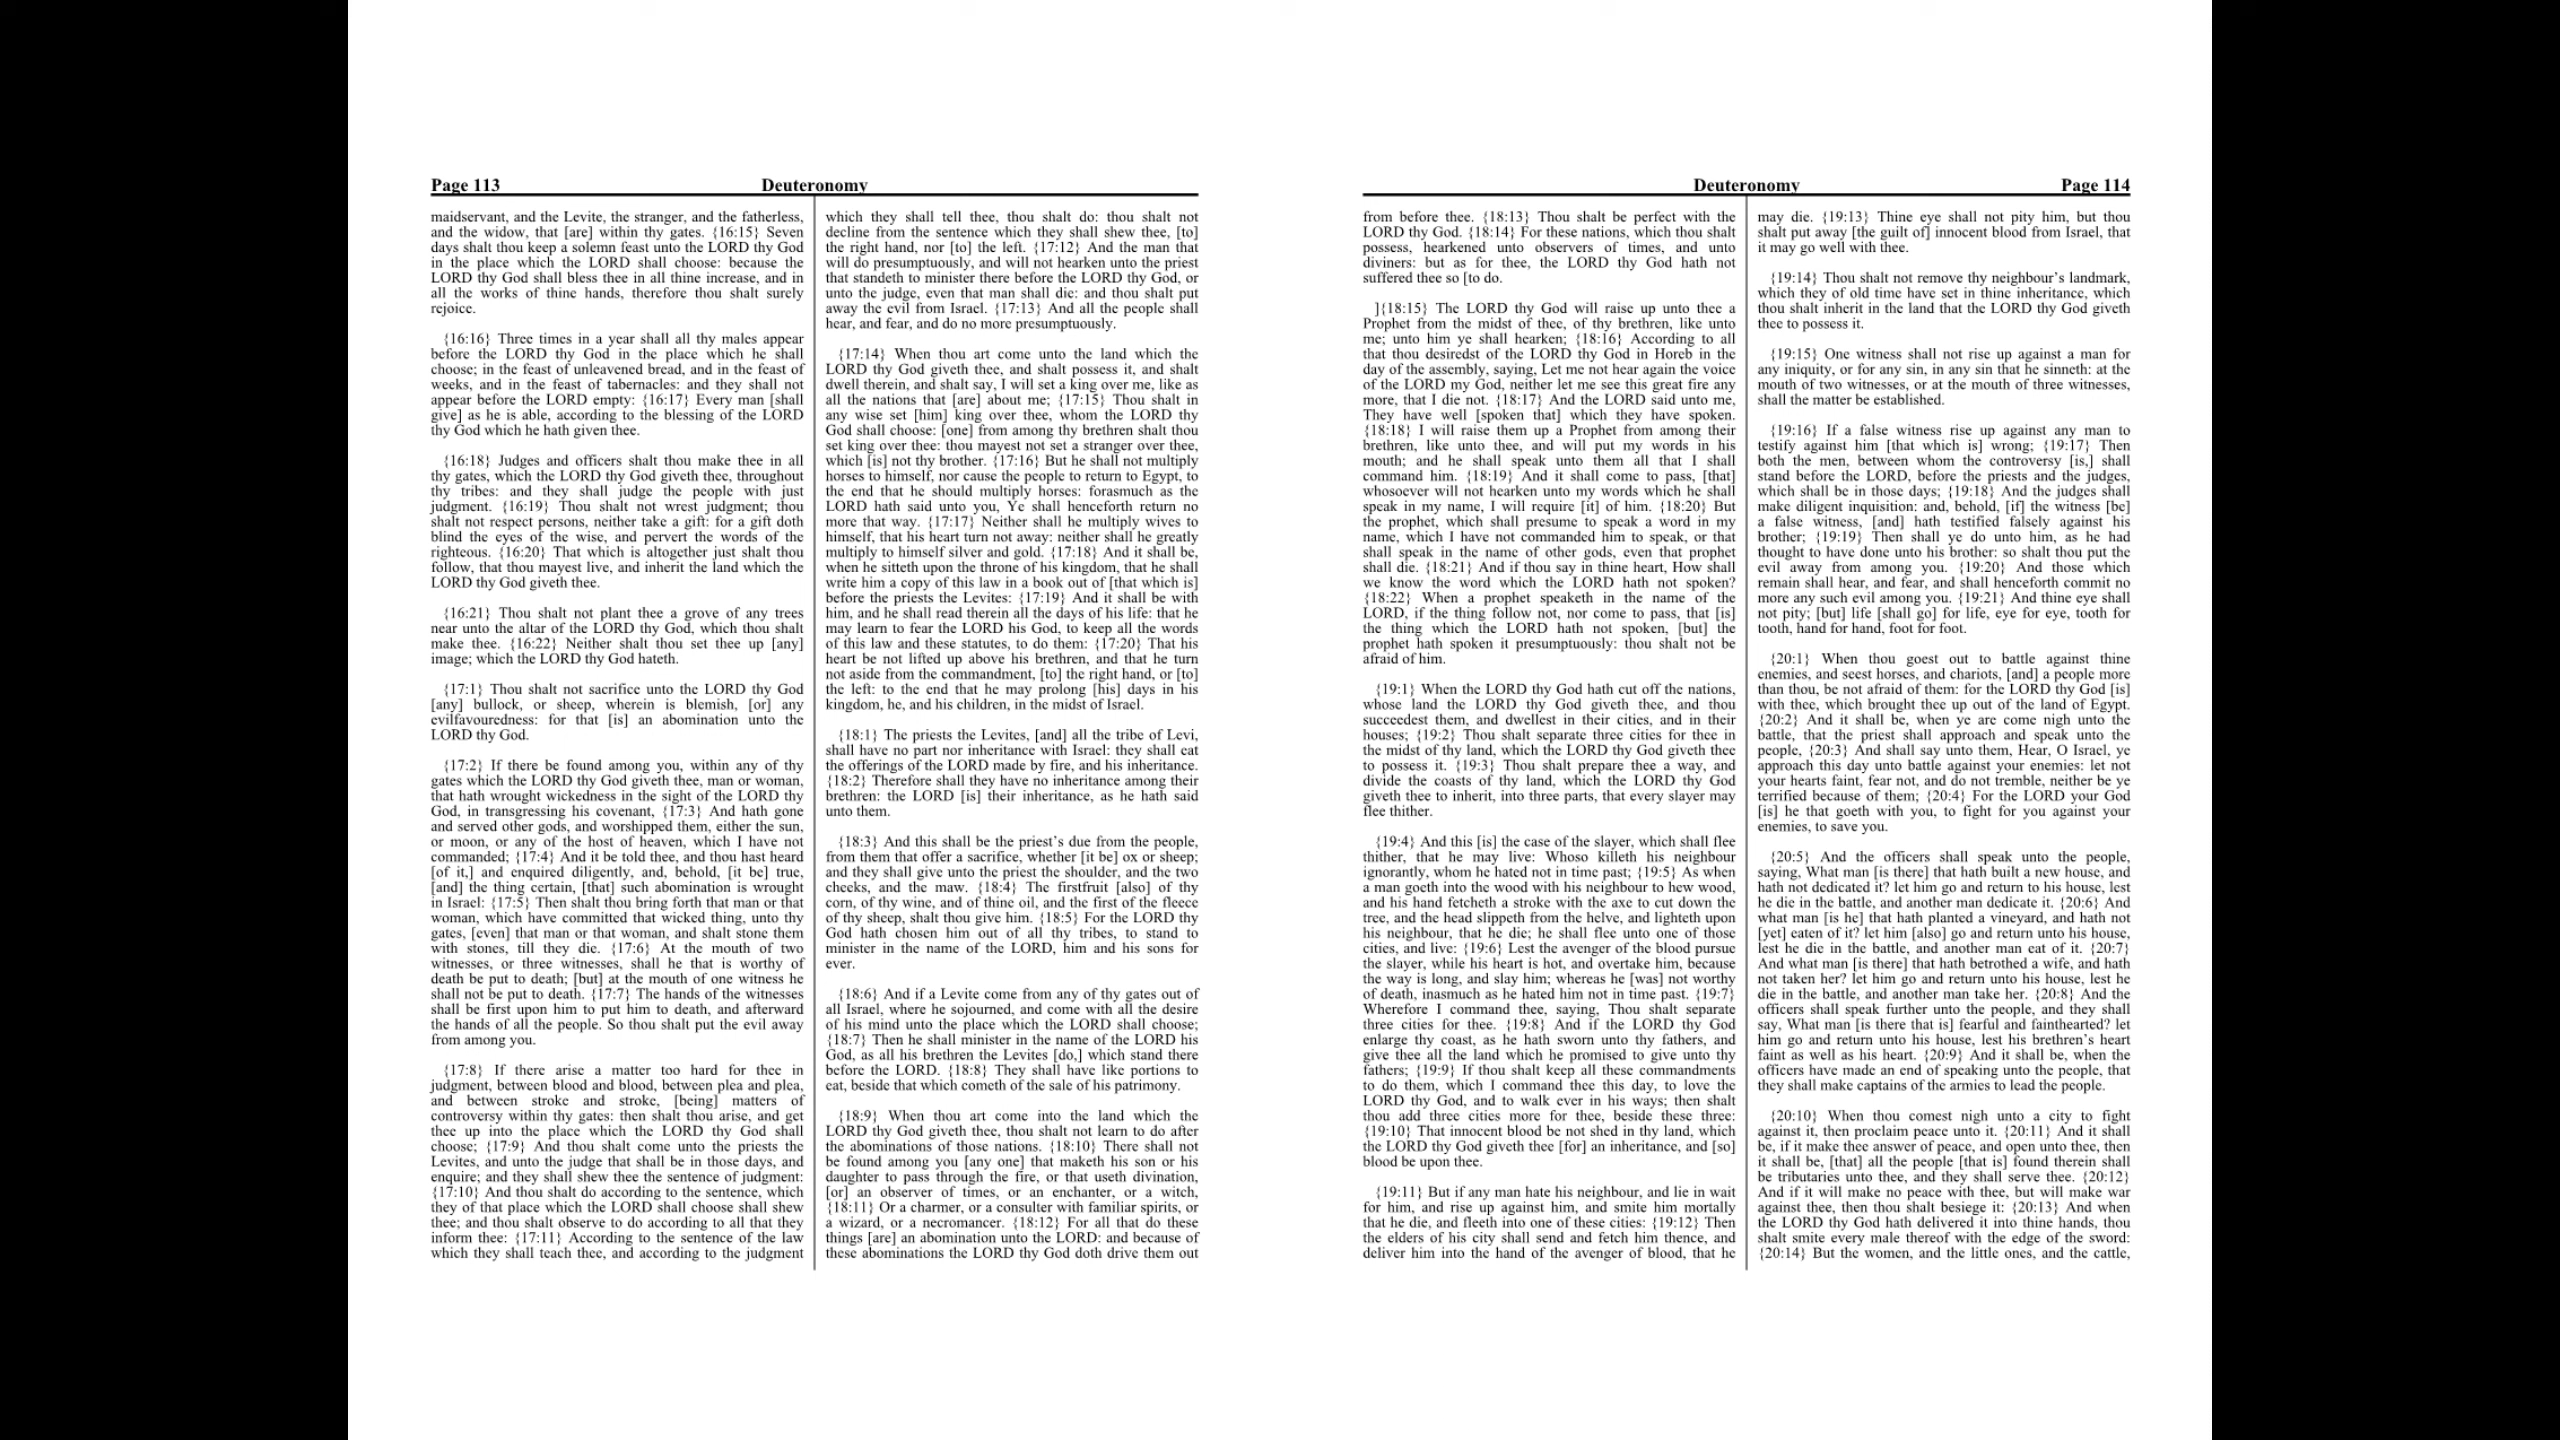 Page 113 Deuteronomy
maidservant, and the Levite, the stranger, and the fatherless,
and the widow, that [are] within thy gates. {16:15} Seven
days shalt thou keep a solemn feast unto the LORD thy God
in the place which the LORD shall choose: because the
LORD thy God shall bless thee in all thine increase, and in
all the works of thine hands, therefore thou shalt surely
rejoice.
{16:16} Three times in a year shall all thy males appear
before the LORD thy God in the place which he shall
choose; in the feast of unleavened bread, and in the feast of
weeks, and in the feast of tabernacles: and they shall not
appear before the LORD empty: {16:17} Every man [shall
give] as he is able, according to the blessing of the LORD
thy God which he hath given thee.
{16:18} Judges and officers shalt thou make thee in all
thy gates, which the LORD thy God giveth thee, throughout
thy tribes: and they shall judge the people with just
judgment. {16:19} Thou shalt not wrest judgment; thou
shalt not respect persons, neither take a gift: for a gift doth
blind the eyes of the wise, and pervert the words of the
righteous. {16:20} That which is altogether just shalt thou
follow, that thou mayest live, and inherit the land which the
LORD thy God giveth thee.
{16:21} Thou shalt not plant thee a grove of any trees
near unto the altar of the LORD thy God, which thou shalt
make thee. {16:22} Neither shalt thou set thee up [any]
image; which the LORD thy God hateth.
{17:1} Thou shalt not sacrifice unto the LORD thy God
[any] bullock, or sheep, wherein is blemish, [or] any
evilfavouredness: for that [is] an abomination unto the
LORD thy God.
{17:2} If there be found among you, within any of thy
gates which the LORD thy God giveth thee, man or woman,
that hath wrought wickedness in the sight of the LORD thy
God, in transgressing his covenant, {17:3} And hath gone
and served other gods, and worshipped them, either the sun,
or moon, or any of the host of heaven, which I have not
commanded; {17:4} And it be told thee, and thou hast heard
[of it,] and enquired diligently, and, behold, [it be] true,
[and] the thing certain, [that] such abomination is wrought
in Israel: {17:5} Then shalt thou bring forth that man or that
woman, which have committed that wicked thing, unto thy
gates, [even] that man or that woman, and shalt stone them
with stones, till they die. {17:6} At the mouth of two
witnesses, or three witnesses, shall he that is worthy of
death be put to death; [but] at the mouth of one witness he
shall not be put to death. {17:7} The hands of the witnesses
shall be first upon him to put him to death, and afterward
the hands of all the people. So thou shalt put the evil away
from among you.
{17:8} If there arise a matter too hard for thee in
judgment, between blood and blood, between plea and plea,
and between stroke and stroke, [being] matters of
controversy within thy gates: then shalt thou arise, and get
thee up into the place which the LORD thy God shall
choose; {17:9} And thou shalt come unto the priests the
Levites, and unto the judge that shall be in those days, and
enquire; and they shall shew thee the sentence of judgment:
{17:10} And thou shalt do according to the sentence, which
they of that place which the LORD shall choose shall shew
thee; and thou shalt observe to do according to all that they
inform thee: {17:11} According to the sentence of the law
which they shall teach thee, and according to the judgment
which they shall tell thee, thou shalt do: thou shalt not
decline from the sentence which they shall shew thee, [to]
the right hand, nor [to] the left. {17:12} And the man that
will do presumptuously, and will not hearken unto the priest
that standeth to minister there before the LORD thy God, or
unto the judge, even that man shall die: and thou shalt put
away the evil from Israel. {17:13} And all the people shall
hear, and fear, and do no more presumptuously.
{17:14} When thou art come unto the land which the
LORD thy God giveth thee, and shalt possess it, and shalt
dwell therein, and shalt say, I will set a king over me, like as
all the nations that [are] about me; {17:15} Thou shalt in
any wise set [him] king over thee, whom the LORD thy
God shall choose: [one] from among thy brethren shalt thou
set king over thee: thou mayest not set a stranger over thee,
which [is] not thy brother. {17:16} But he shall not multiply
horses to himself, nor cause the people to return to Egypt, to
the end that he should multiply horses: forasmuch as the
LORD hath said unto you, Ye shall henceforth return no
more that way. {17:17} Neither shall he multiply wives to
himself, that his heart turn not away: neither shall he greatly
multiply to himself silver and gold. {17:18} And it shall be,
when he sitteth upon the throne of his kingdom, that he shall
write him a copy of this law in a book out of [that which is]
before the priests the Levites: {17:19} And it shall be with
him, and he shall read therein all the days of his life: that he
may learn to fear the LORD his God, to keep all the words
of this law and these statutes, to do them: {17:20} That his
heart be not lifted up above his brethren, and that he turn
not aside from the commandment, [to] the right hand, or [to]
the left: to the end that he may prolong [his] days in his
kingdom, he, and his children, in the midst of Israel.
{18:1} The priests the Levites, [and] all the tribe of Levi,
shall have no part nor inheritance with Israel: they shall eat
the offerings of the LORD made by fire, and his inheritance.
{18:2} Therefore shall they have no inheritance among their
brethren: the LORD [is] their inheritance, as he hath said
unto them.
{18:3} And this shall be the priest's due from the people,
from them that offer a sacrifice, whether [it be] ox or sheep;
and they shall give unto the priest the shoulder, and the two
cheeks, and the maw. {18:4} The firstfruit [also] of thy
corn, of thy wine, and of thine oil, and the first of the fleece
of thy sheep, shalt thou give him. {18:5} For the LORD thy
God hath chosen him out of all thy tribes, to stand to
minister in the name of the LORD, him and his sons for
ever.
{18:6} And if a Levite come from any of thy gates out of
all Israel, where he sojourned, and come with all the desire
of his mind unto the place which the LORD shall choose;
{18:7} Then he shall minister in the name of the LORD his
God, as all his brethren the Levites [do,] which stand there
before the LORD. {18:8} They shall have like portions to
eat, beside that which cometh of the sale of his patrimony.
{18:9} When thou art come into the land which the
LORD thy God giveth thee, thou shalt not learn to do after
the abominations of those nations. {18:10} There shall not
be found among you [any one] that maketh his son or his
daughter to pass through the fire, or that useth divination,
[or] an observer of times, or an enchanter, or a witch,
{18:11} Or a charmer, or a consulter with familiar spirits, or
a wizard, or a necromancer. {18:12} For all that do these
things [are] an abomination unto the LORD: and because of
these abominations the LORD thy God doth drive them out
Deuteronomy Page 114
from before thee. {18:13} Thou shalt be perfect with the
LORD thy God. {18:14} For these nations, which thou shalt
possess, hearkened unto observers of times, and unto
diviners: but as for thee, the LORD thy God hath not
suffered thee so [to do.
]{18:15} The LORD thy God will raise up unto thee a
Prophet from the midst of thee, of thy brethren, like unto
me; unto him ye shall hearken; {18:16} According to all
that thou desiredst of the LORD thy God in Horeb in the
day of the assembly, saying, Let me not hear again the voice
of the LORD my God, neither let me see this great fire any
more, that I die not. {18:17} And the LORD said unto me,
They have well [spoken that] which they have spoken.
{18:18} I will raise them up a Prophet from among their
brethren, like unto thee, and will put my words in his
mouth; and he shall speak unto them all that I shall
command him. {18:19} And it shall come to pass, [that]
whosoever will not hearken unto my words which he shall
speak in my name, I will require [it] of him. {18:20} But
the prophet, which shall presume to speak a word in my
name, which I have not commanded him to speak, or that
shall speak in the name of other gods, even that prophet
shall die. {18:21} And if thou say in thine heart, How shall
we know the word which the LORD hath not spoken?
{18:22} When a prophet speaketh in the name of the
LORD, if the thing follow not, nor come to pass, that [is]
the thing which the LORD hath not spoken, [but] the
prophet hath spoken it presumptuously: thou shalt not be
afraid of him.
{19:1} When the LORD thy God hath cut off the nations,
whose land the LORD thy God giveth thee, and thou
succeedest them, and dwellest in their cities, and in their
houses; {19:2} Thou shalt separate three cities for thee in
the midst of thy land, which the LORD thy God giveth thee
to possess it. {19:3} Thou shalt prepare thee a way, and
divide the coasts of thy land, which the LORD thy God
giveth thee to inherit, into three parts, that every slayer may
flee thither.
{19:4} And this [is] the case of the slayer, which shall flee
thither, that he may live: Whoso killeth his neighbour
ignorantly, whom he hated not in time past; {19:5} As when
a man goeth into the wood with his neighbour to hew wood,
and his hand fetcheth a stroke with the axe to cut down the
tree, and the head slippeth from the helve, and lighteth upon
his neighbour, that he die; he shall flee unto one of those
cities, and live: {19:6} Lest the avenger of the blood pursue
the slayer, while his heart is hot, and overtake him, because
the way is long, and slay him; whereas he [was] not worthy
of death, inasmuch as he hated him not in time past. {19:7}
Wherefore I command thee, saying, Thou shalt separate
three cities for thee. {19:8} And if the LORD thy God
enlarge thy coast, as he hath sworn unto thy fathers, and
give thee all the land which he promised to give unto thy
fathers; {19:9} If thou shalt keep all these commandments
to do them, which I command thee this day, to love the
LORD thy God, and to walk ever in his ways; then shalt
thou add three cities more for thee, beside these three:
{19:10} That innocent blood be not shed in thy land, which
the LORD thy God giveth thee [for] an inheritance, and [so]
blood be upon thee.
{19:11} But if any man hate his neighbour, and lie in wait
for him, and rise up against him, and smite him mortally
that he die, and fleeth into one of these cities: {19:12} Then
the elders of his city shall send and fetch him thence, and
deliver him into the hand of the avenger of blood, that he
may die. {19:13} Thine eye shall not pity him, but thou
shalt put away [the guilt of] innocent blood from Israel, that
it may go well with thee.
{19:14} Thou shalt not remove thy neighbour's landmark,
which they of old time have set in thine inheritance, which
thou shalt inherit in the land that the LORD thy God giveth
thee to possess it.
{19:15} One witness shall not rise up against a man for
any iniquity, or for any sin, in any sin that he sinneth: at the
mouth of two witnesses, or at the mouth of three witnesses,
shall the matter be established.
{19:16} If a false witness rise up against any man to
testify against him [that which is] wrong; {19:17} Then
both the men, between whom the controversy [is,] shall
stand before the LORD, before the priests and the judges,
which shall be in those days; {19:18} And the judges shall
make diligent inquisition: and, behold, [if] the witness [be]
a false witness, [and] hath testified falsely against his
brother; {19:19} Then shall ye do unto him, as he had
thought to have done unto his brother: so shalt thou put the
evil away from among you. {19:20} And those which
remain shall hear, and fear, and shall henceforth commit no
more any such evil among you. {19:21} And thine eye shall
not pity; [but] life [shall go] for life, eye for eye, tooth for
tooth, hand for hand, foot for foot.
{20:1} When thou goest out to battle against thine
enemies, and seest horses, and chariots, [and] a people more
than thou, be not afraid of them: for the LORD thy God [is]
with thee, which brought thee up out of the land of Egypt.
{20:2} And it shall be, when ye are come nigh unto the
battle, that the priest shall approach and speak unto the
people, {20:3} And shall say unto them, Hear, O Israel, ye
approach this day unto battle against your enemies: let not
your hearts faint, fear not, and do not tremble, neither be ye
terrified because of them; {20:4} For the LORD your God
[is] he that goeth with you, to fight for you against your
enemies, to save you.
{20:5} And the officers shall speak unto the people,
saying, What man [is there] that hath built a new house, and
hath not dedicated it? let him go and return to his house, lest
he die in the battle, and another man dedicate it. {20:6} And
what man [is he] that hath planted a vineyard, and hath not
[yet] eaten of it? let him [also] go and return unto his house,
lest he die in the battle, and another man eat of it. {20:7}
And what man [is there] that hath betrothed a wife, and hath
not taken her? let him go and return unto his house, lest he
die in the battle, and another man take her. {20:8} And the
officers shall speak further unto the people, and they shall
say, What man [is there that is] fearful and fainthearted? let
him go and return unto his house, lest his brethren's heart
faint as well as his heart. {20:9} And it shall be, when the
officers have made an end of speaking unto the people, that
they shall make captains of the armies to lead the people.
{20:10} When thou comest nigh unto a city to fight
against it, then proclaim peace unto it. {20:11} And it shall
be, if it make thee answer of peace, and open unto thee, then
it shall be, [that] all the people [that is] found therein shall
be tributaries unto thee, and they shall serve thee. {20:12}
And if it will make no peace with thee, but will make war
against thee, then thou shalt besiege it: {20:13} And when
the LORD thy God hath delivered it into thine hands, thou
shalt smite every male thereof with the edge of the sword:
{20:14} But the women, and the little ones, and the cattle,